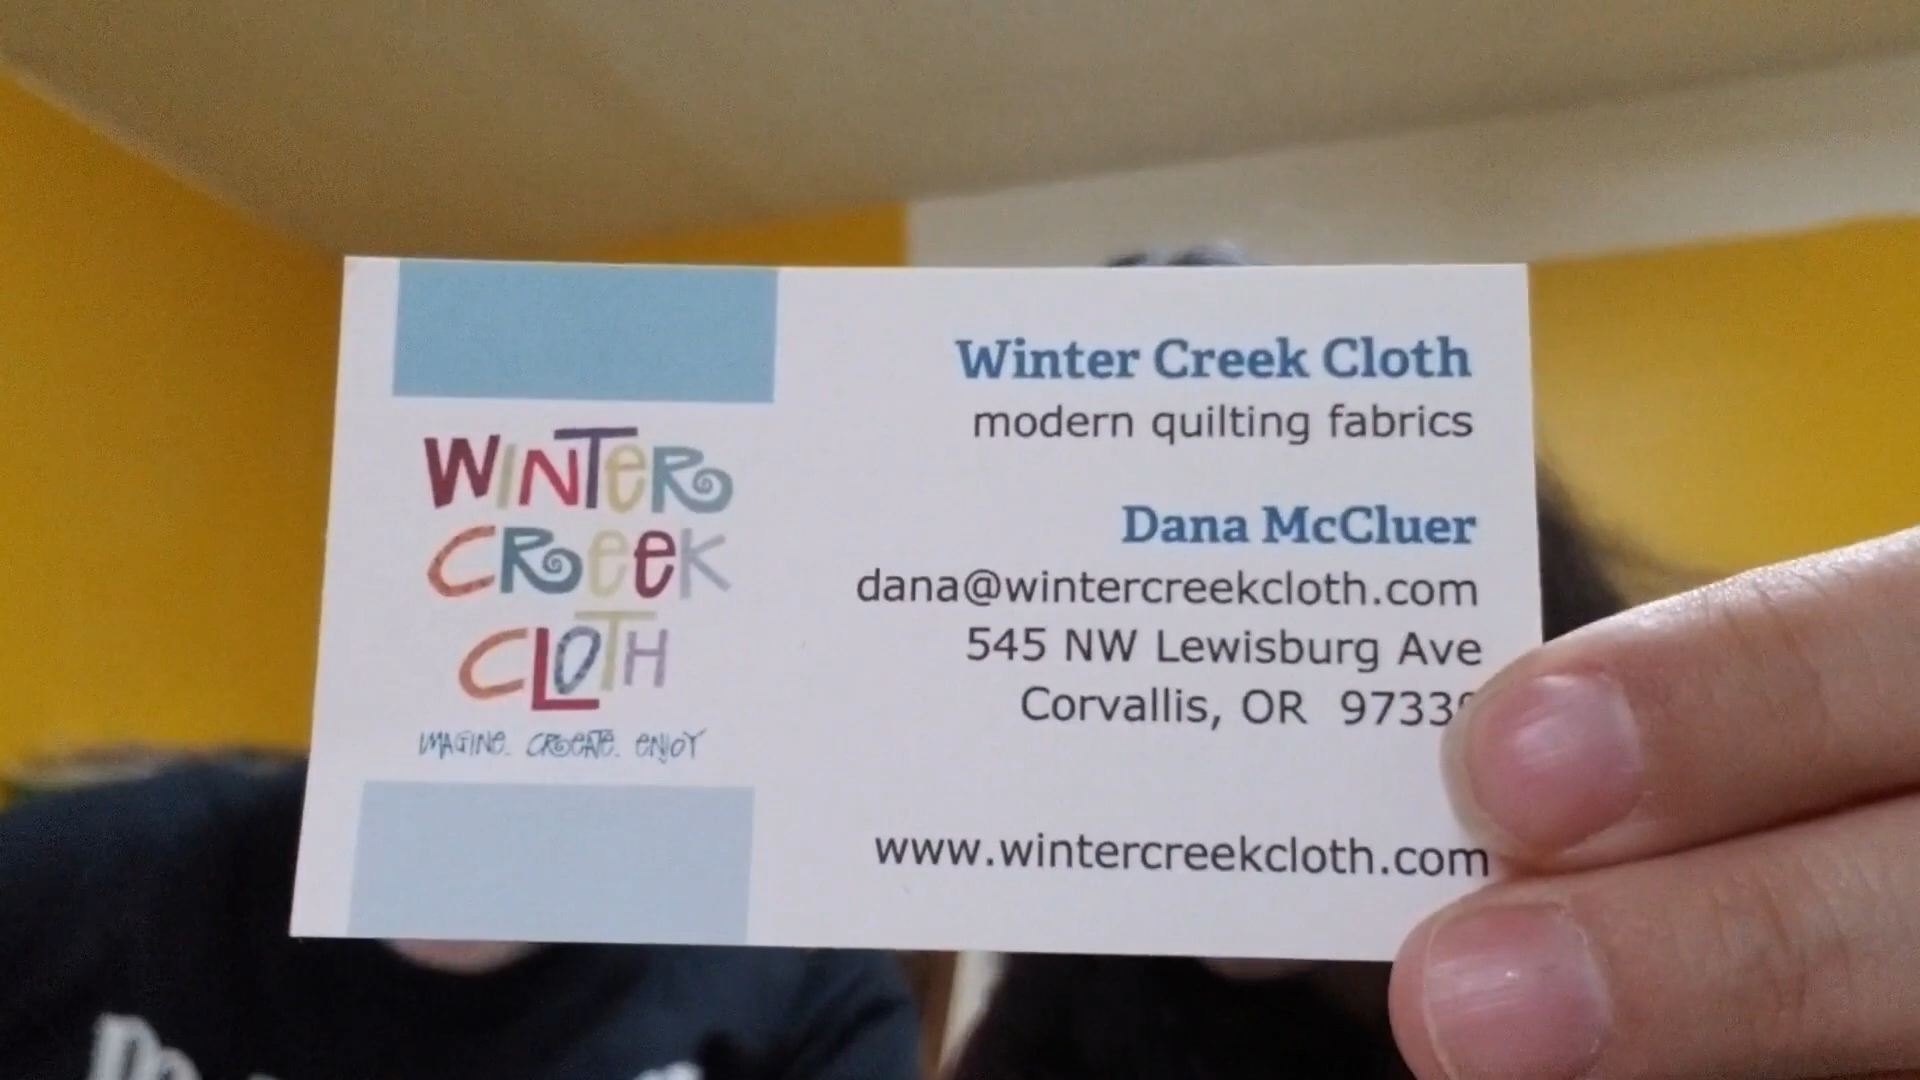 WINTER
CREEK
CLOTH
IMAGINE. CREATE. ENJOY
Winter Creek Cloth
modern quilting fabrics
Dana McCluer
dana@wintercreekcloth.com
545 NW Lewisburg Ave
Corvallis, OR
www.wintercreekcloth.com